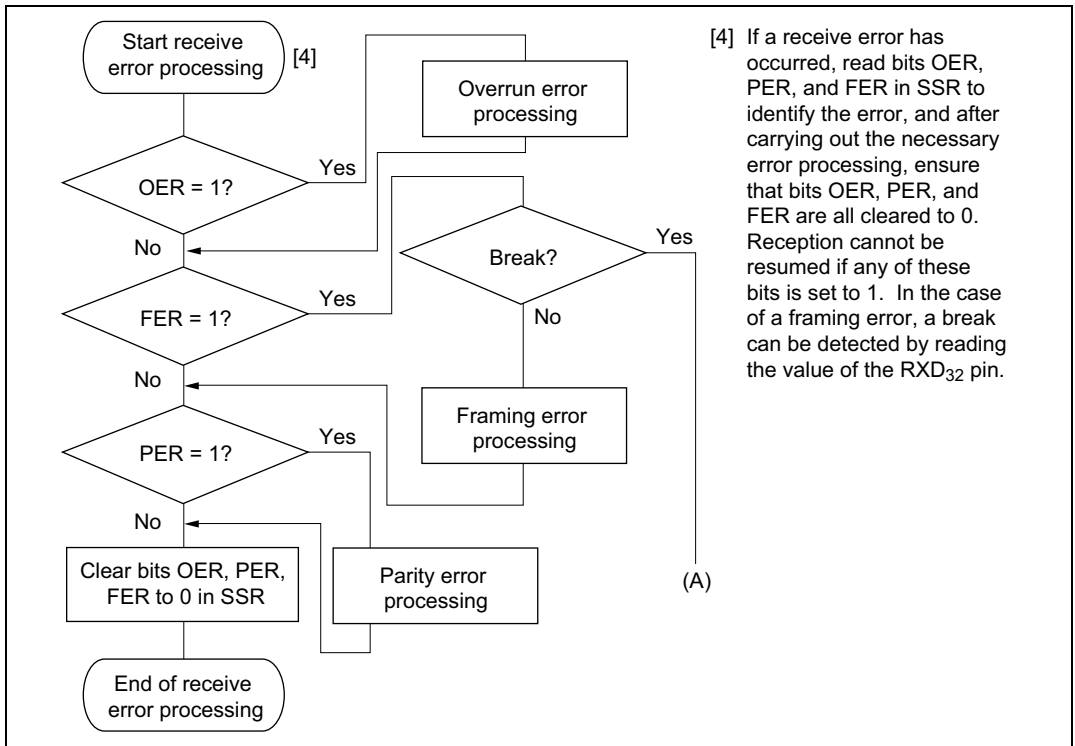 Start receive
error processing
[4]
Overrun error
processing
OER = 1?
Yes
No
FER = 1?
Yes
Break?
Yes
No
No
Framing error
processing
PER = 1?
Yes
No
Clear bits OER, PER,
FER to 0 in SSR
Parity error
processing
(A)
End of receive
error processing
[4] If a receive error has
occurred, read bits OER,
PER, and FER in SSR to
identify the error, and after
carrying out the necessary
error processing, ensure
that bits OER, PER, and
FER are all cleared to 0.
Reception cannot be
resumed if any of these
bits is set to 1. In the case
of a framing error, a break
can be detected by reading
the value of the RXD32 pin.